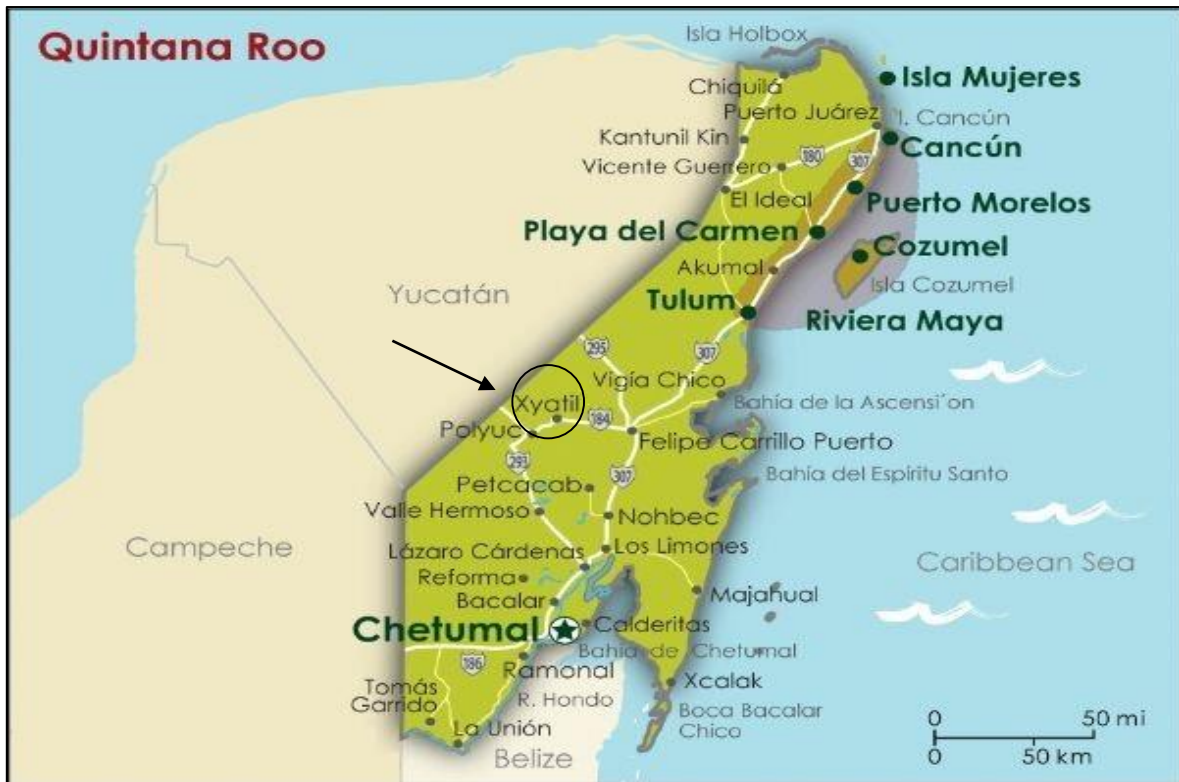 Quintana Roo
Isla Holbox
Isla Mujeres
Chiquilá
Puerto Juárez
I. Cancún
Kantunil Kin
Cancún
Vicente Guerrero
180
307
El Ideal
Puerto Morelos
Playa del Carmen
Cozumel
Akumal
Isla Cozumel
Yucatán
Tulum
Riviera Maya
295
307
Vigía Chico
Xyatil
Bahía de la Ascensi´on
184
Polyuc
Felipe Carrillo Puerto
293
307
Bahía del Espíritu Santo
Petcacab
Valle Hermoso
Nohbec
Campeche
Lázaro Cárdenas
Los Limones
Caribbean Sea
Reforma
Majahual
Bacalar
Chetumal
Calderitas
Bahía de Chetumal
186
Ramonal
Xcalak
Tomás
Garrido
R. Hondo
Boca Bacalar
Chico
La Unión
Belize
0 50 mi
0 50 km